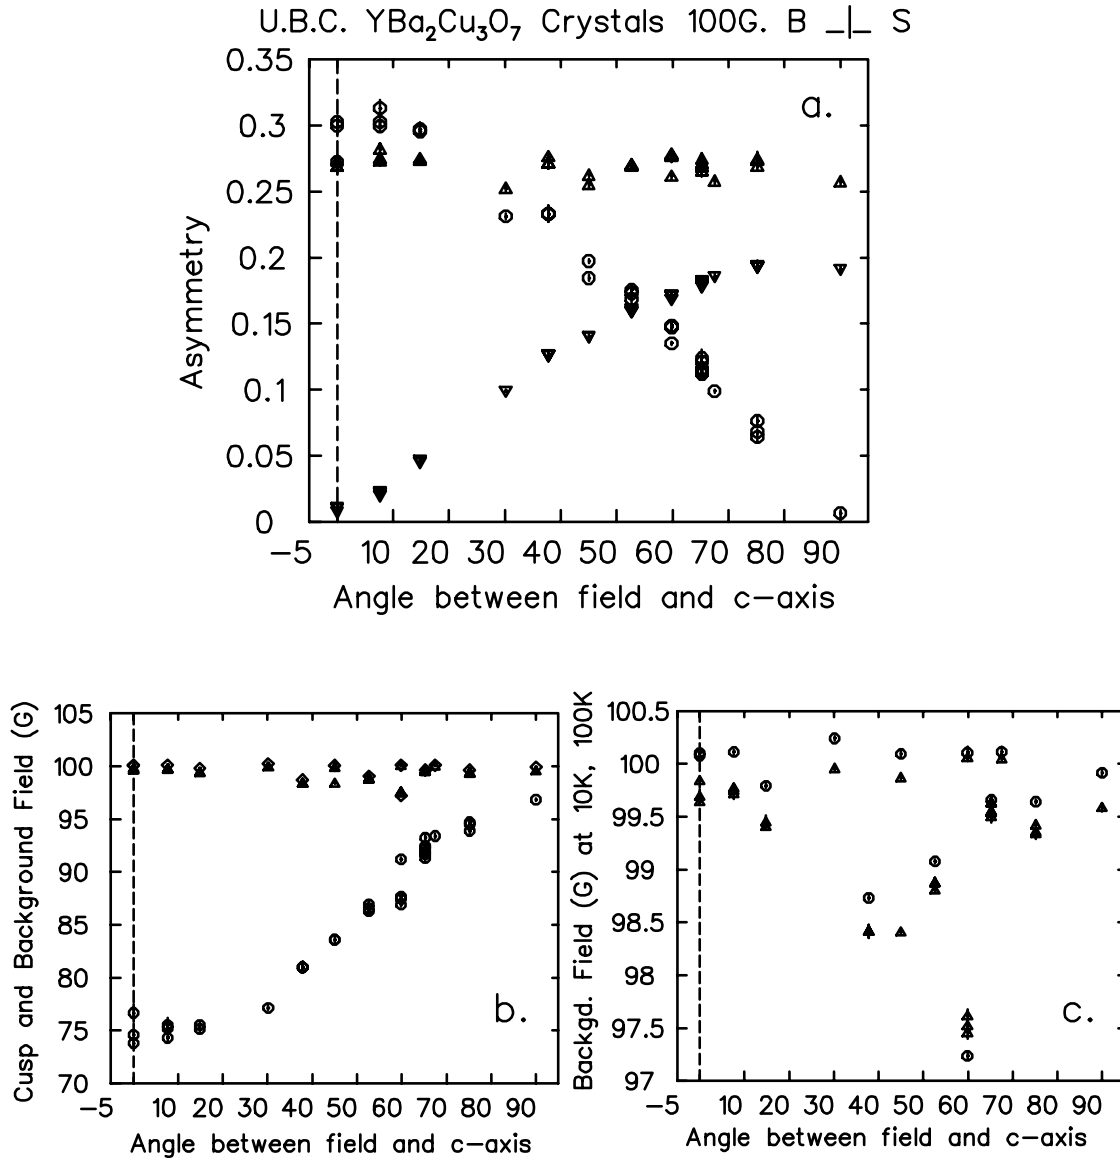 U.B.C. YBa₂Cu₃O₇ Crystals 100G. B _|_ S
0.35
0.3
0.25
0.2
0.15
0.1
0.05
0
Asymmetry
a.
−5 10 20 30 40 50 60 70 80 90
Angle between field and c−axis
105
100
95
90
85
80
75
70
Cusp and Background Field (G)
b.
−5 10 20 30 40 50 60 70 80 90
Angle between field and c−axis
100.5
100
99.5
99
98.5
98
97.5
97
Backgd. Field (G) at 10K, 100K
c.
−5 10 20 30 40 50 60 70 80 90
Angle between field and c−axis